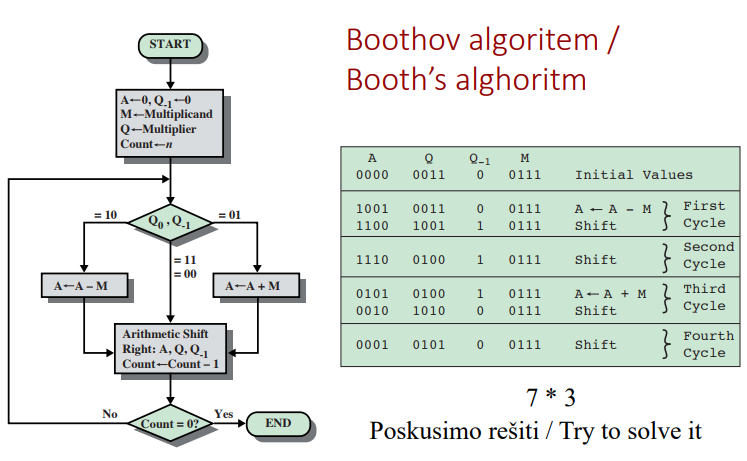 START
A←0, Q-1←0
M←Multiplicand
Q←Multiplier
Count←n
= 10
Q0, Q-1
= 01
= 11
= 00
A←A – M
A←A + M
Arithmetic Shift
Right: A, Q, Q-1
Count←Count – 1
No
Count = 0?
Yes
END
Boothov algoritem /
Booth’s alghoritm
A Q Q-1 M
0000 0011 0 0111 Initial Values
1001 0011 0 0111 A ← A - M } First
1100 1001 1 0111 Shift Cycle
1110 0100 1 0111 Shift } Second
Cycle
0101 0100 1 0111 A ← A + M } Third
0010 1010 0 0111 Shift Cycle
0001 0101 0 0111 Shift } Fourth
Cycle
7 * 3
Poskusimo rešiti / Try to solve it